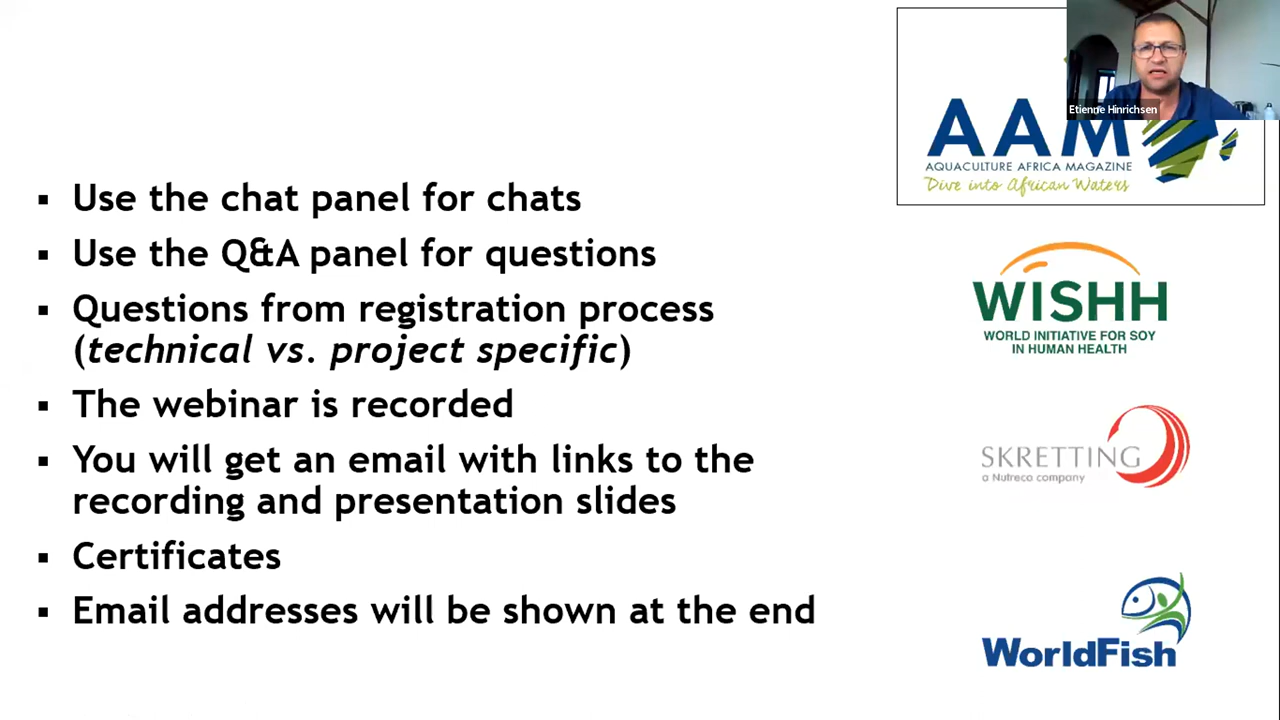 Etienne Hinrichsen
AAM
AQUACULTURE AFRICA MAGAZINE
Dive into African Waters
▪ Use the chat panel for chats
▪ Use the Q&A panel for questions
▪ Questions from registration process
(technical vs. project specific)
▪ The webinar is recorded
▪ You will get an email with links to the
recording and presentation slides
▪ Certificates
▪ Email addresses will be shown at the end
WISHH
WORLD INITIATIVE FOR SOY
IN HUMAN HEALTH
SKRETTING
a Nutreco company
WorldFish